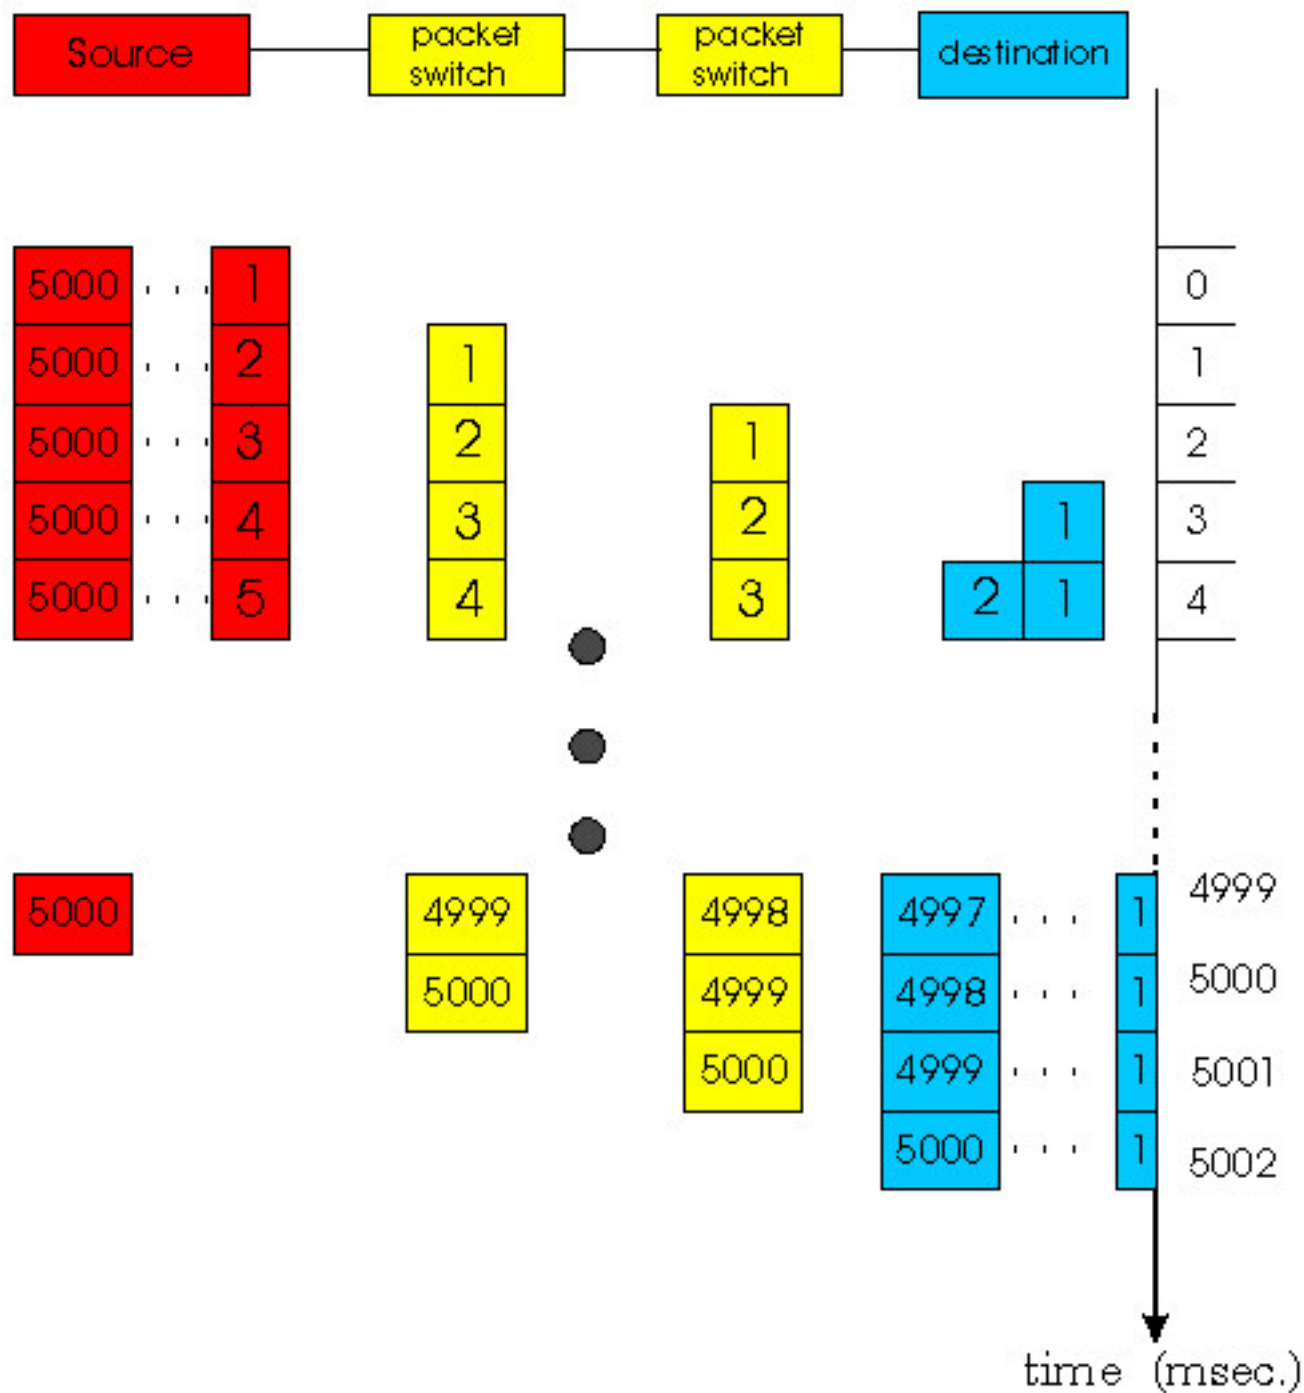 Source
packet
switch
packet
switch
destination
5000 . . . 1 0
5000 . . . 2 1 1
5000 . . . 3 2 1 2
5000 . . . 4 3 2 1 3
5000 . . . 5 4 3 2 1 4
5000 4999 4998 4997 . . . 1 4999
5000 4999 4998 . . . 1 5000
5000 4999 . . . 1 5001
5000 . . . 1 5002
time (msec.)